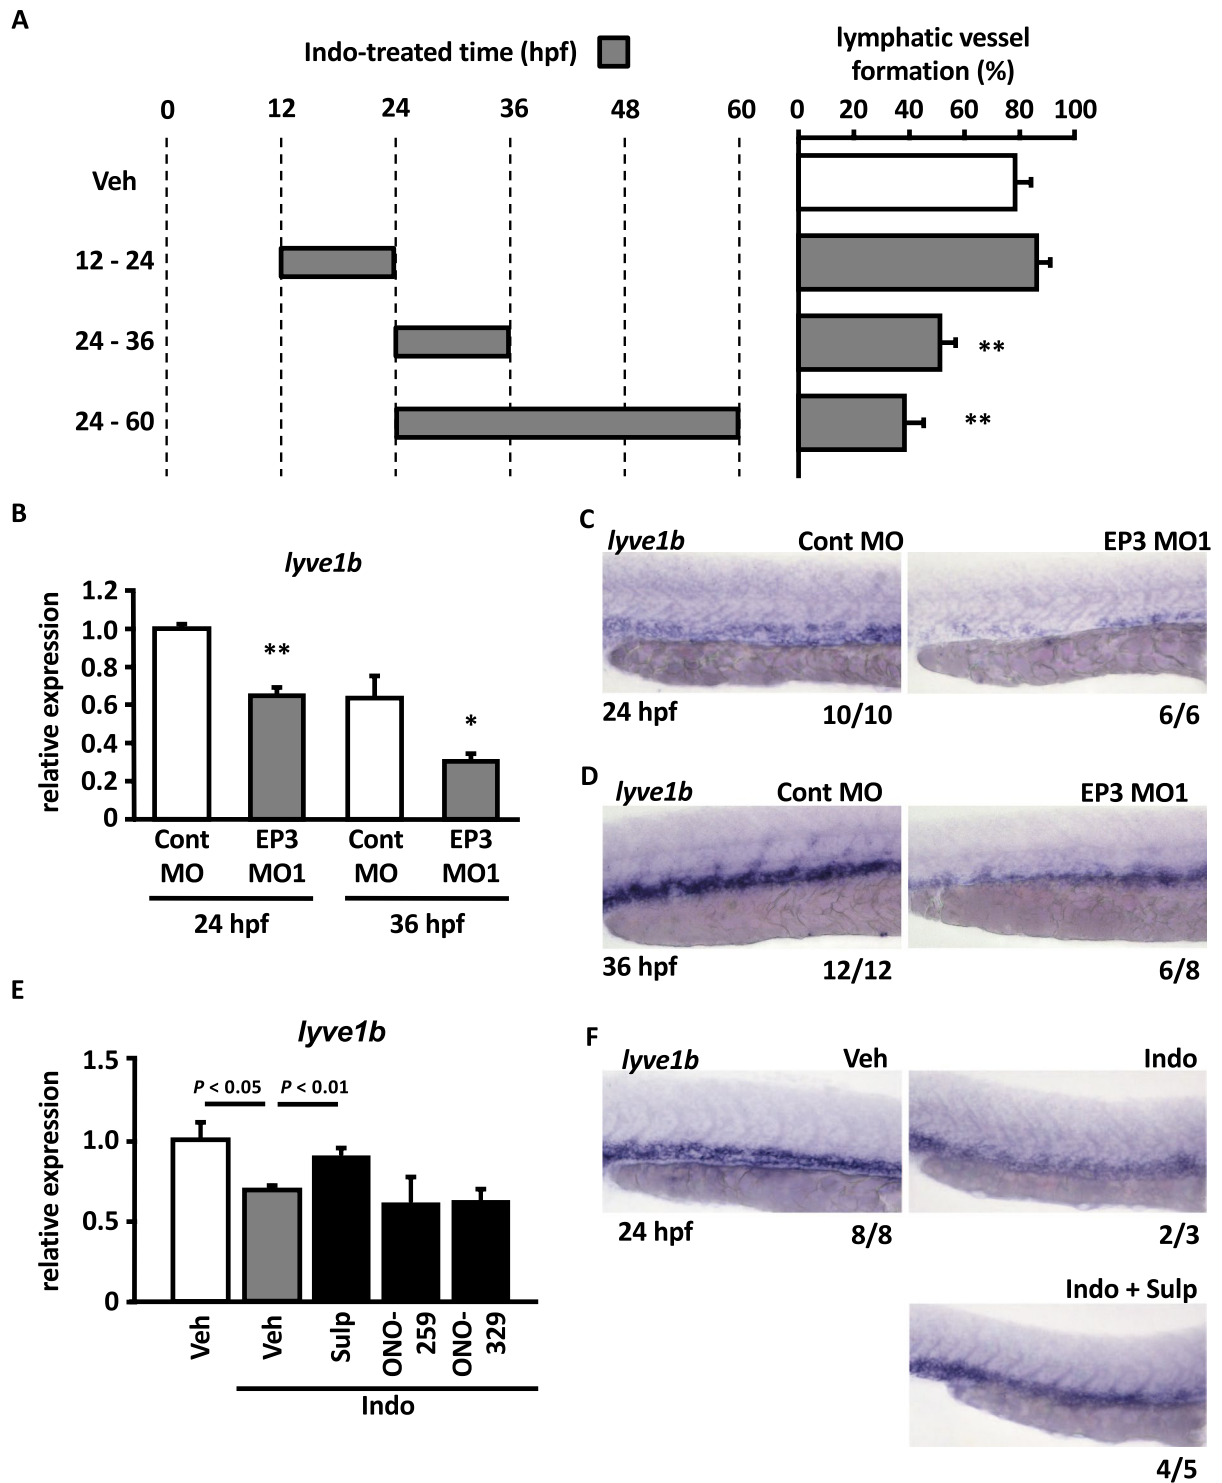 A
Indo-treated time (hpf)
lymphatic vessel
formation (%)
0 12 24 36 48 60
0 20 40 60 80 100
Veh
12 - 24
24 - 36
**
24 - 60
**
B
lyve1b
relative expression
1.2
1.0
0.8
0.6
0.4
0.2
0
**
*
Cont
MO
EP3
MO1
Cont
MO
EP3
MO1
24 hpf
36 hpf
C
lyve1b
Cont MO
EP3 MO1
24 hpf
10/10
6/6
D
lyve1b
Cont MO
EP3 MO1
36 hpf
12/12
6/8
E
lyve1b
relative expression
1.5
1.0
0.5
0
P < 0.05
P < 0.01
Veh
Veh
Sulp
ONO-
259
ONO-
329
Indo
F
lyve1b
Veh
Indo
24 hpf
8/8
2/3
Indo + Sulp
4/5